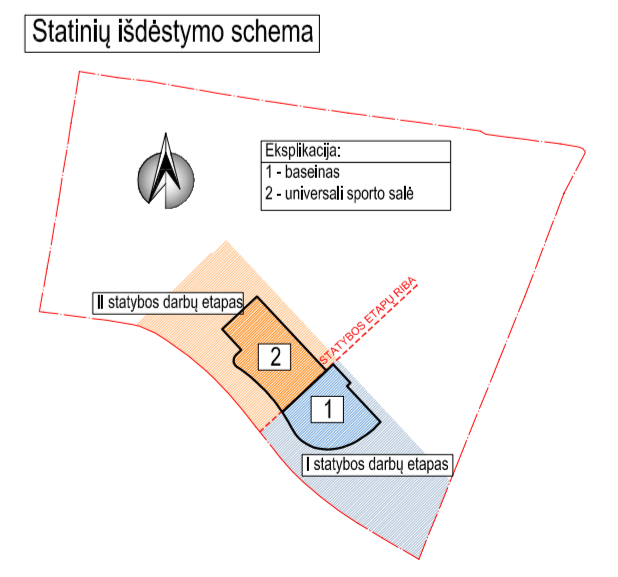 Statinių išdėstymo schema
Eksplikacija:
1 - baseinas
2 - universali sporto salė
II statybos darbų etapas
STATYBOS ETAPŲ RIBA
2
1
I statybos darbų etapas